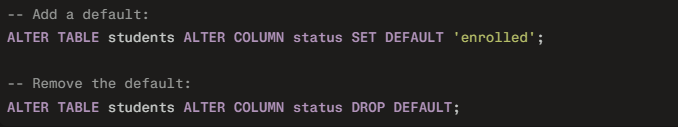 -- Add a default:
ALTER TABLE students ALTER COLUMN status SET DEFAULT 'enrolled';
-- Remove the default:
ALTER TABLE students ALTER COLUMN status DROP DEFAULT;